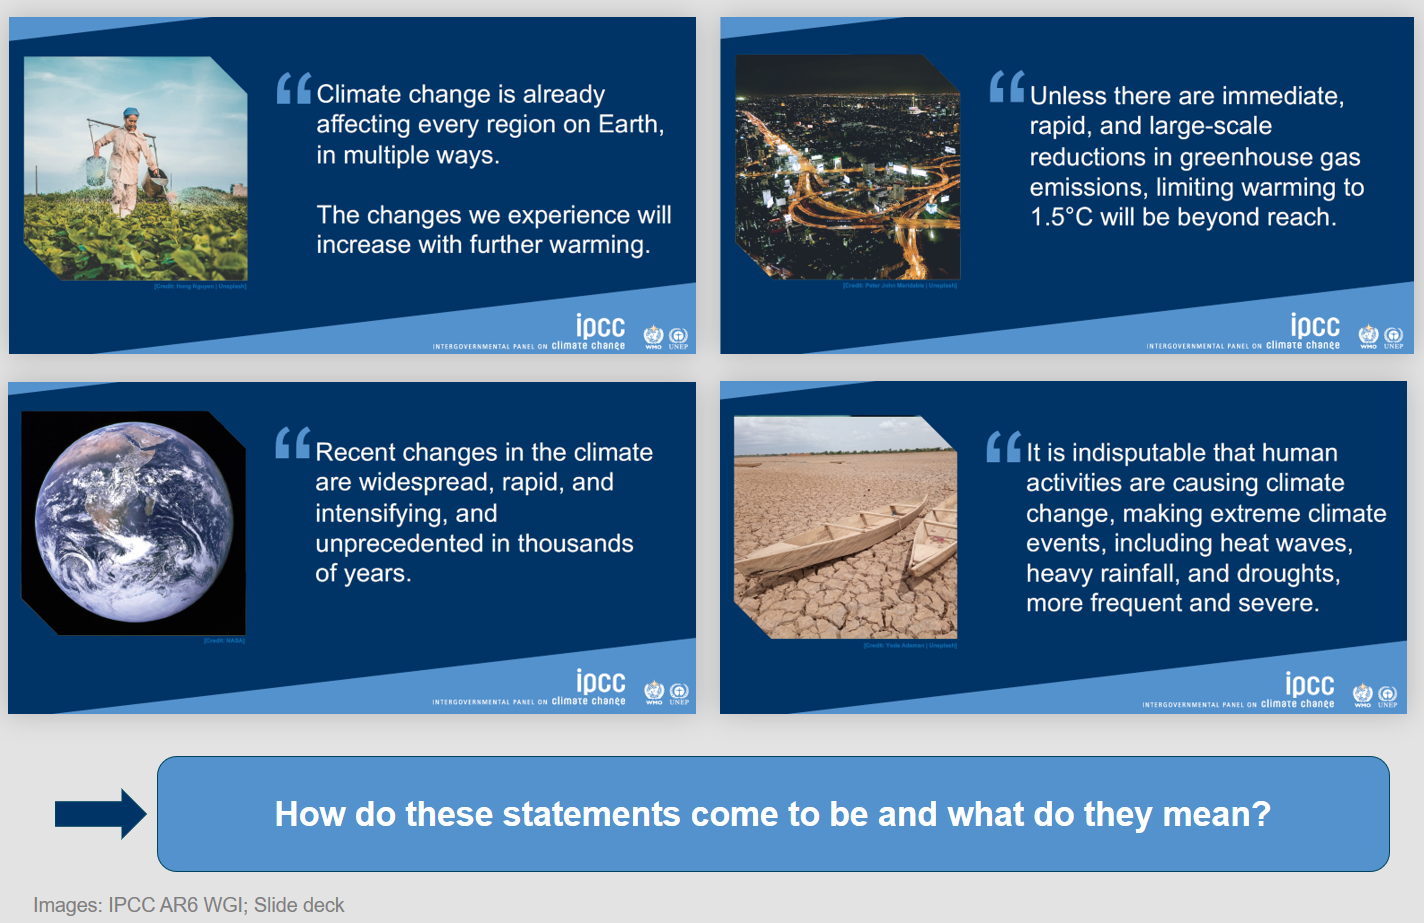 “Climate change is already
affecting every region on Earth,
in multiple ways.
The changes we experience will
increase with further warming.
[Credit: Hong Nguyen | Unsplash]
ipcc
INTERGOVERNMENTAL PANEL ON climate change
WMO UNEP
“Unless there are immediate,
rapid, and large-scale
reductions in greenhouse gas
emissions, limiting warming to
1.5°C will be beyond reach.
[Credit: Peter John Maridable | Unsplash]
ipcc
INTERGOVERNMENTAL PANEL ON climate change
WMO UNEP
“Recent changes in the climate
are widespread, rapid, and
intensifying, and
unprecedented in thousands
of years.
[Credit: NASA]
ipcc
INTERGOVERNMENTAL PANEL ON climate change
WMO UNEP
“It is indisputable that human
activities are causing climate
change, making extreme climate
events, including heat waves,
heavy rainfall, and droughts,
more frequent and severe.
[Credit: Yoda Adaman | Unsplash]
ipcc
INTERGOVERNMENTAL PANEL ON climate change
WMO UNEP
How do these statements come to be and what do they mean?
Images: IPCC AR6 WGI; Slide deck